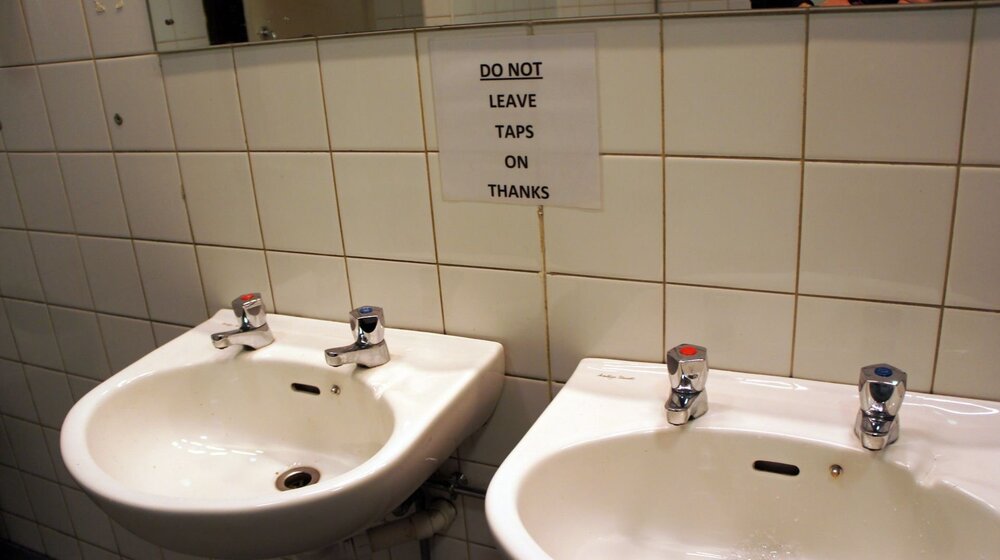 DO NOT
LEAVE
TAPS
ON
THANKS